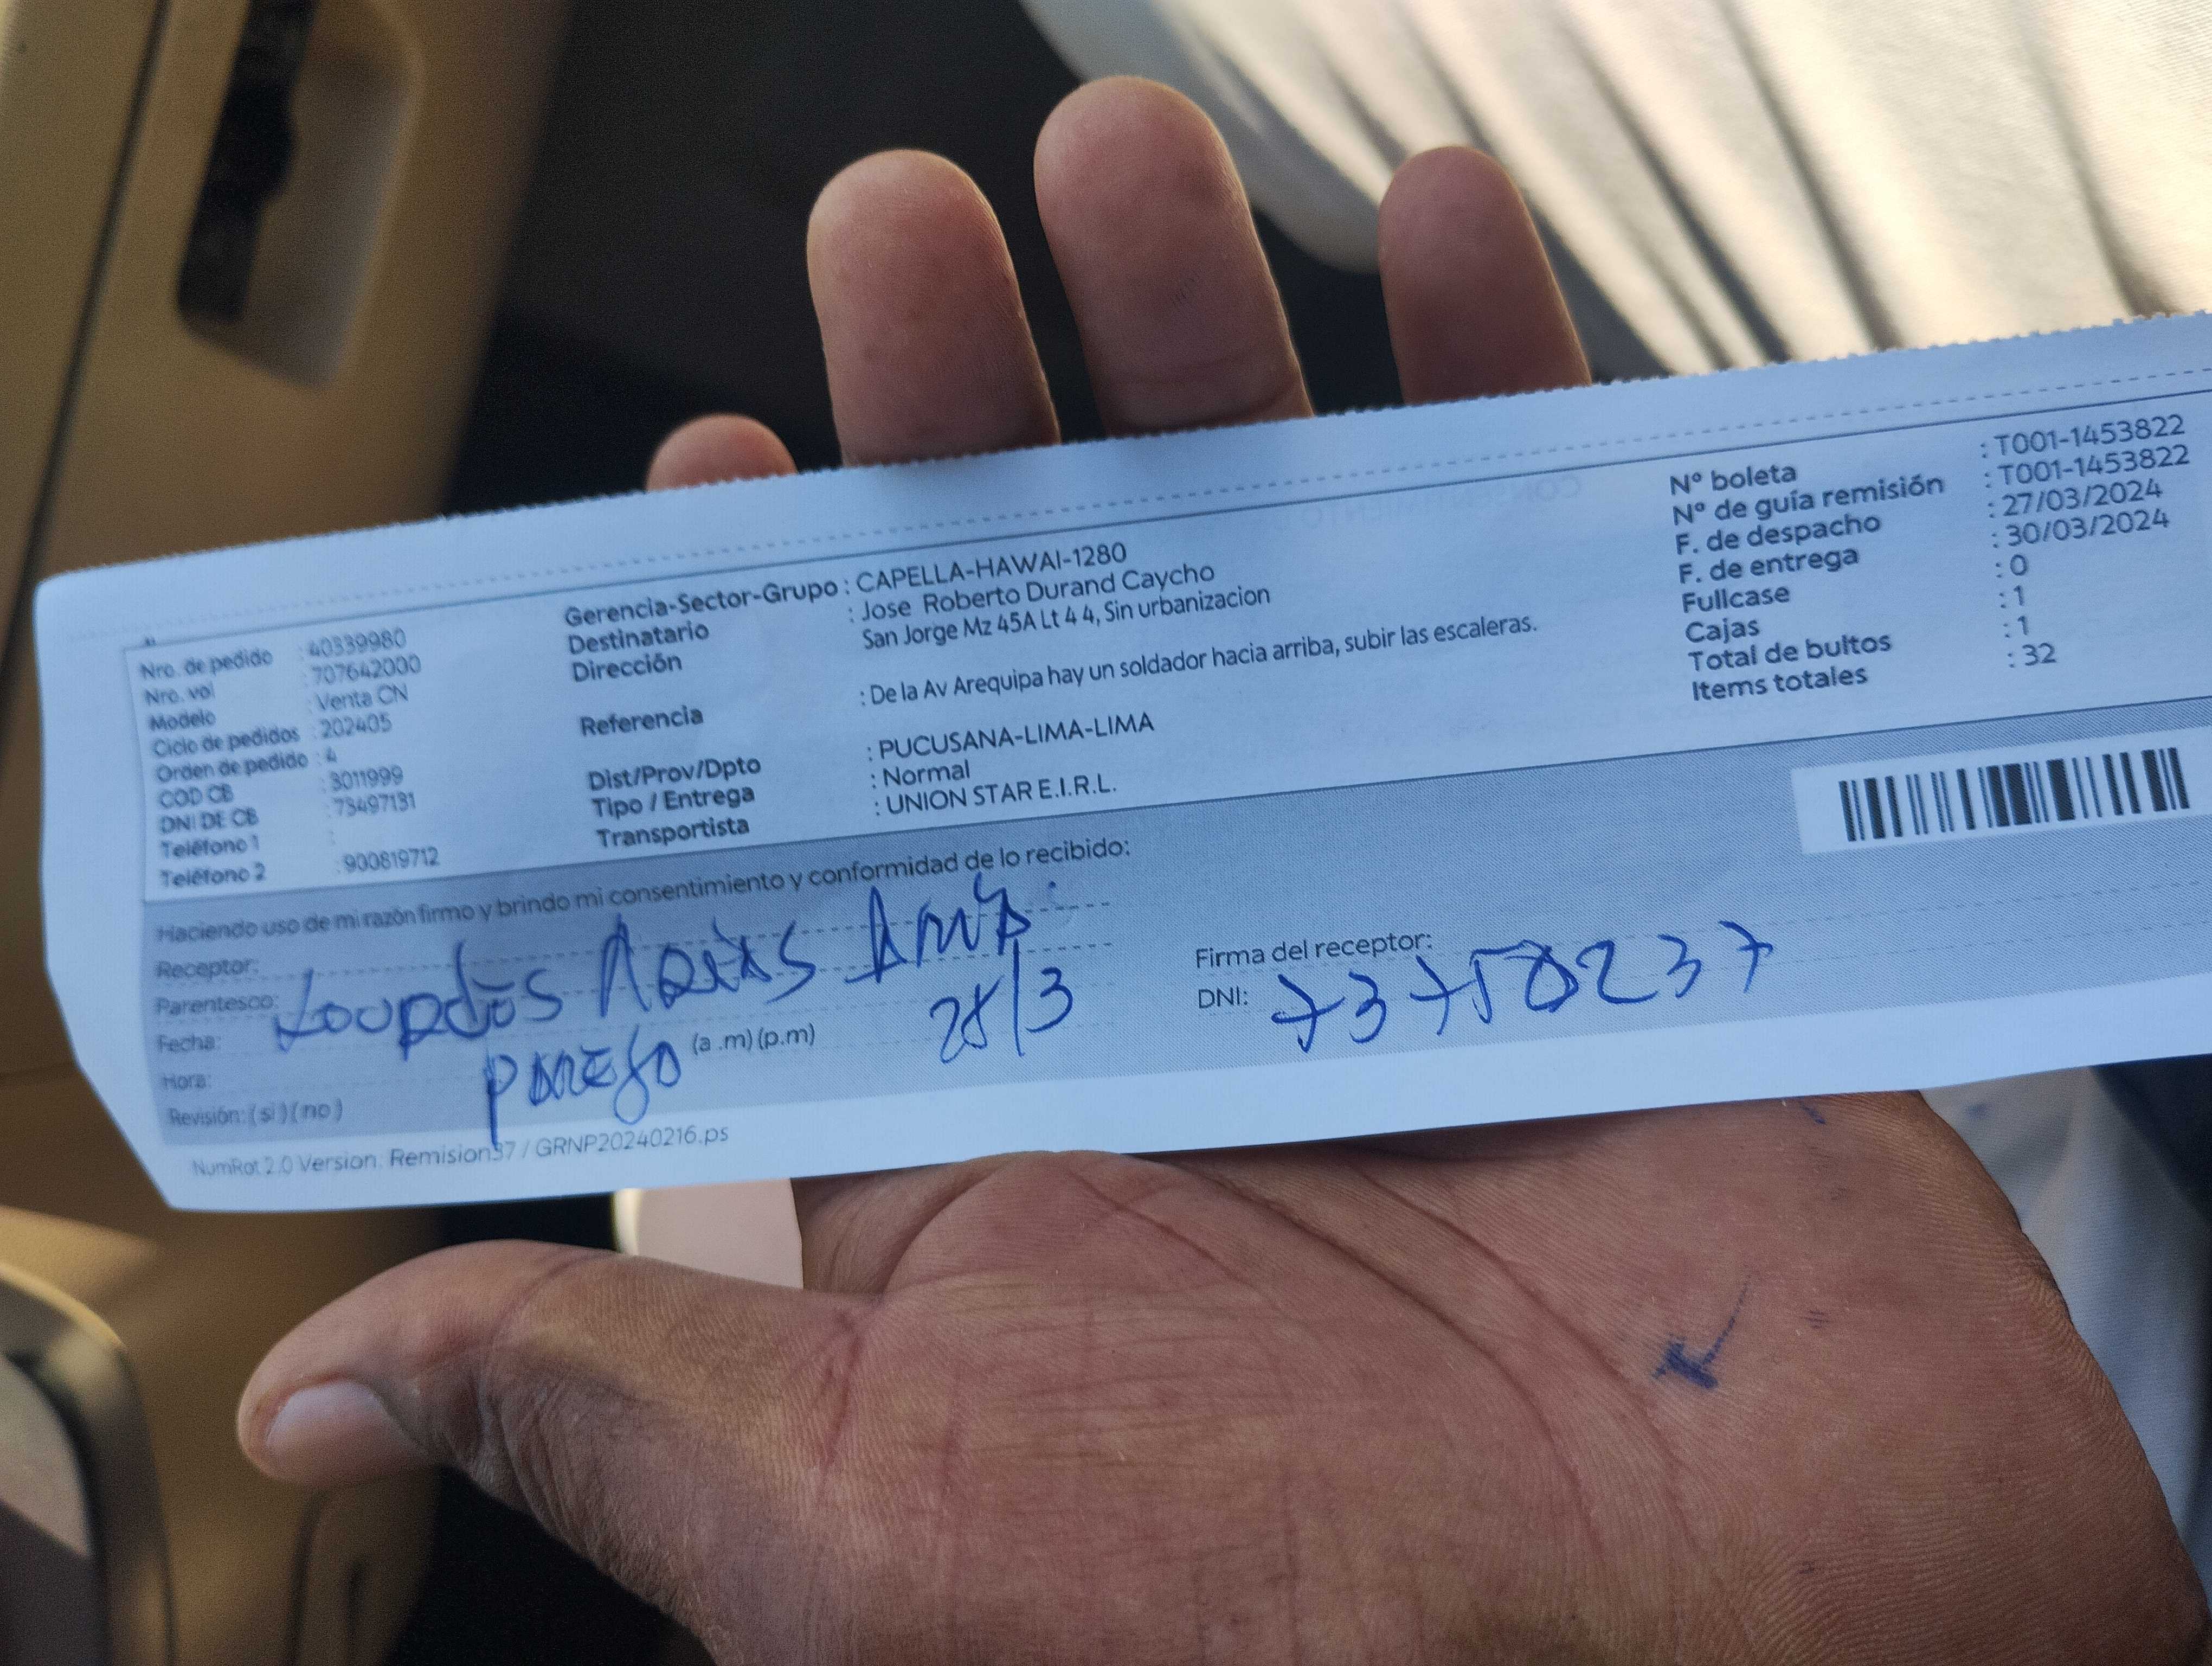 Nro. de pedido : 40339980
Nro. vol : 707642000
Modelo : Venta CN
Ciclo de pedidos : 202405
Orden de pedido : 4
COD CB : 3011999
DNI DE CB : 73497131
Teléfono 1 :
Teléfono 2 : 900819712
Gerencia-Sector-Grupo : CAPELLA-HAWAI-1280
Destinatario : Jose Roberto Durand Caycho
Dirección San Jorge Mz 45A Lt 4 4, Sin urbanizacion
Referencia : De la Av Arequipa hay un soldador hacia arriba, subir las escaleras.
Dist/Prov/Dpto : PUCUSANA-LIMA-LIMA
Tipo / Entrega : Normal
Transportista : UNION STAR E.I.R.L.
N° boleta : T001-1453822
N° de guía remisión : T001-1453822
F. de despacho : 27/03/2024
F. de entrega : 30/03/2024
Fullcase : 0
Cajas : 1
Total de bultos : 1
Items totales : 32
Haciendo uso de mi razón firmo y brindo mi consentimiento y conformidad de lo recibido:
Receptor:
Parentesco:
Fecha:
Hora: (a .m) (p.m)
Revisión: ( si ) ( no )
28/3
Firma del receptor:
DNI:
NumRot 2.0 Version: Remision37 / GRNP20240216.ps